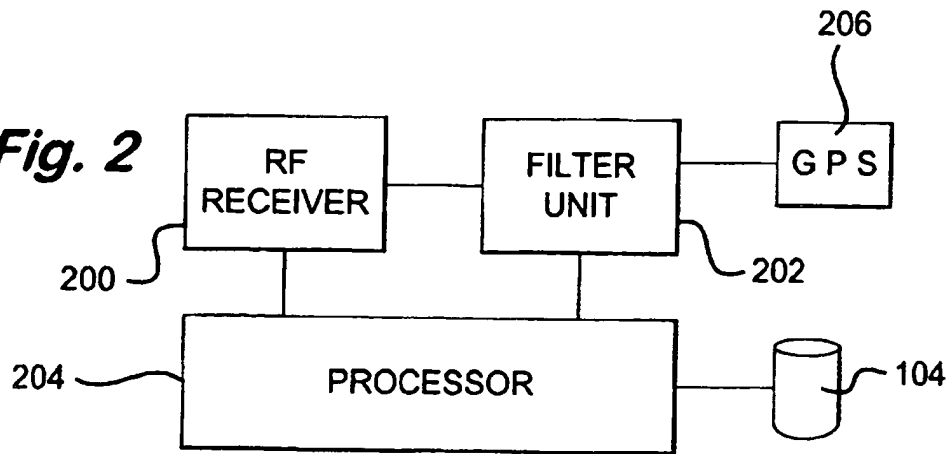 206
Fig. 2
RF
RECEIVER
FILTER
UNIT
G P S
200
202
204
PROCESSOR
104